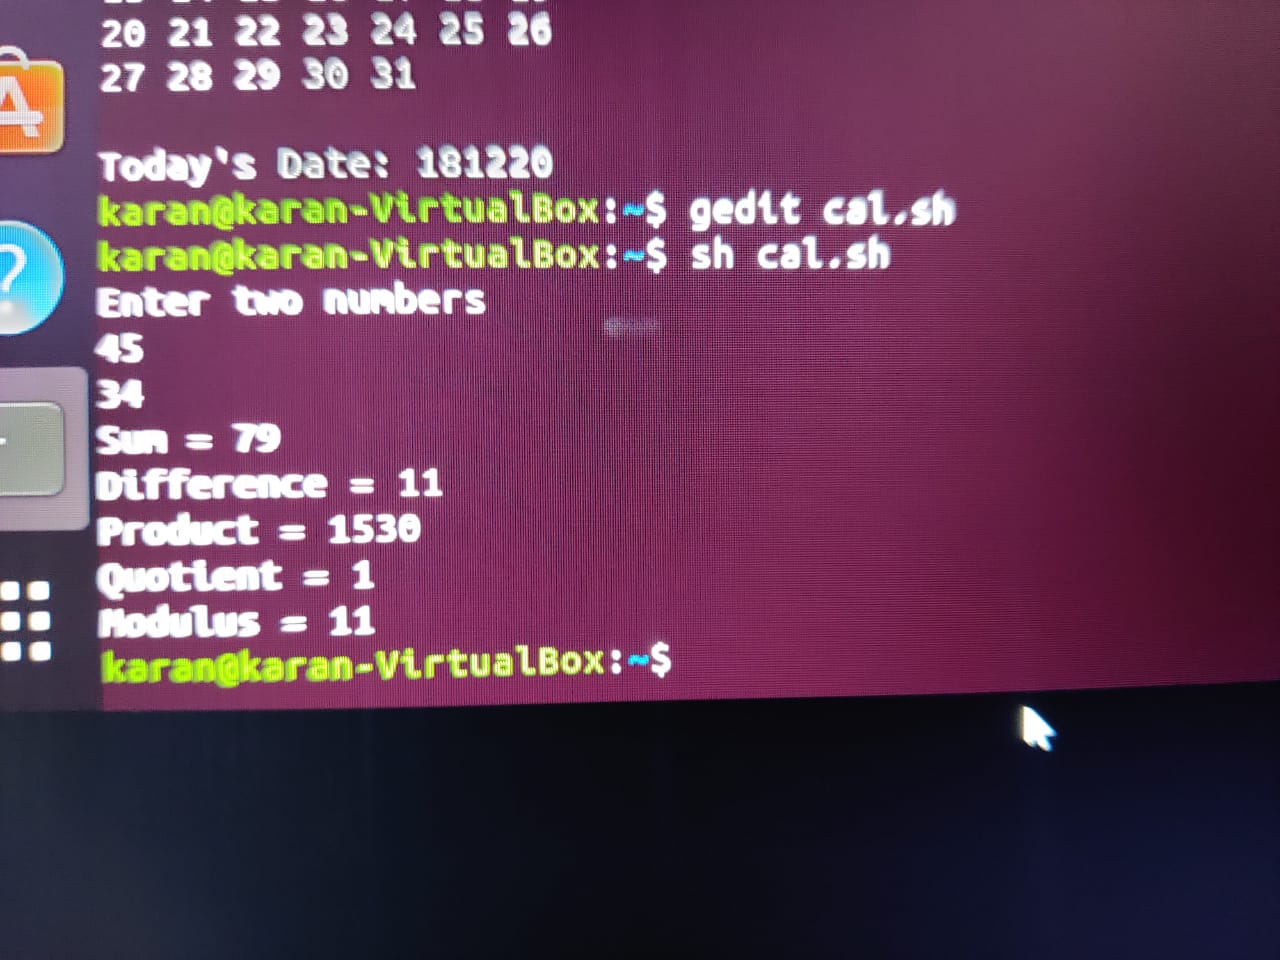 20 21 22 23 24 25 26
27 28 29 30 31
Today's Date: 181220
karan@karan-VirtualBox:~$ gedit cal.sh
karan@karan-VirtualBox:~$ sh cal.sh
Enter two numbers
45
34
Sum = 79
Difference = 11
Product = 1530
Quotient = 1
Modulus = 11
karan@karan-VirtualBox:~$